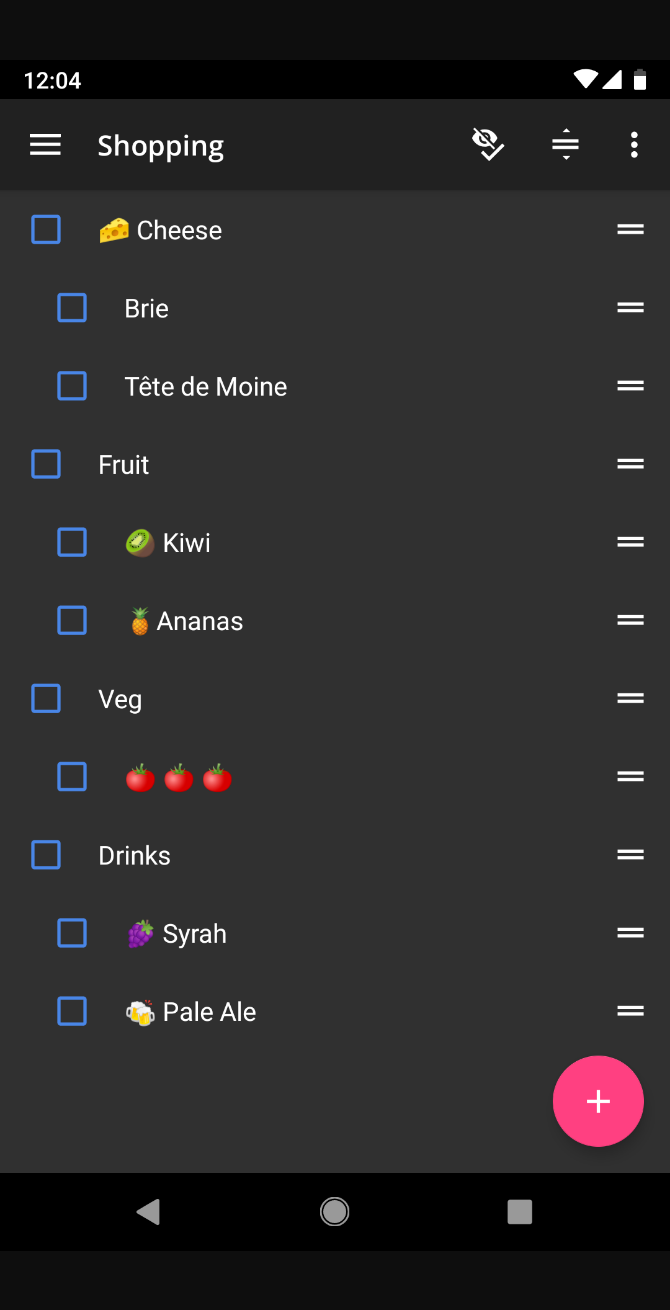 12:04
Shopping
🧀 Cheese
Brie
Tête de Moine
Fruit
🥝 Kiwi
🍍Ananas
Veg
🍅 🍅 🍅
Drinks
🍇 Syrah
🍻 Pale Ale